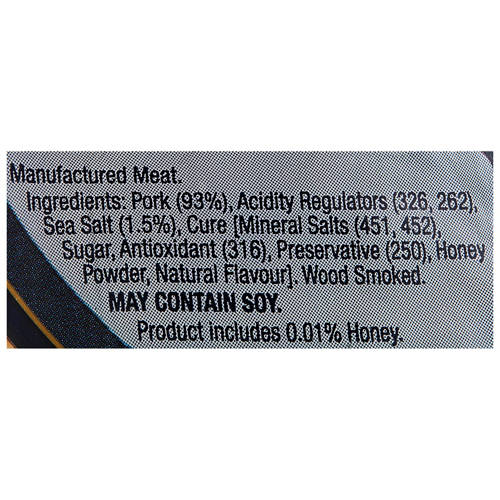 Manufactured Meat.
Ingredients: Pork (93%), Acidity Regulators (326, 262),
Sea Salt (1.5%), Cure [Mineral Salts (451, 452),
Sugar, Antioxidant (316), Preservative (250), Honey
Powder, Natural Flavour]. Wood Smoked.
MAY CONTAIN SOY.
Product includes 0.01% Honey.